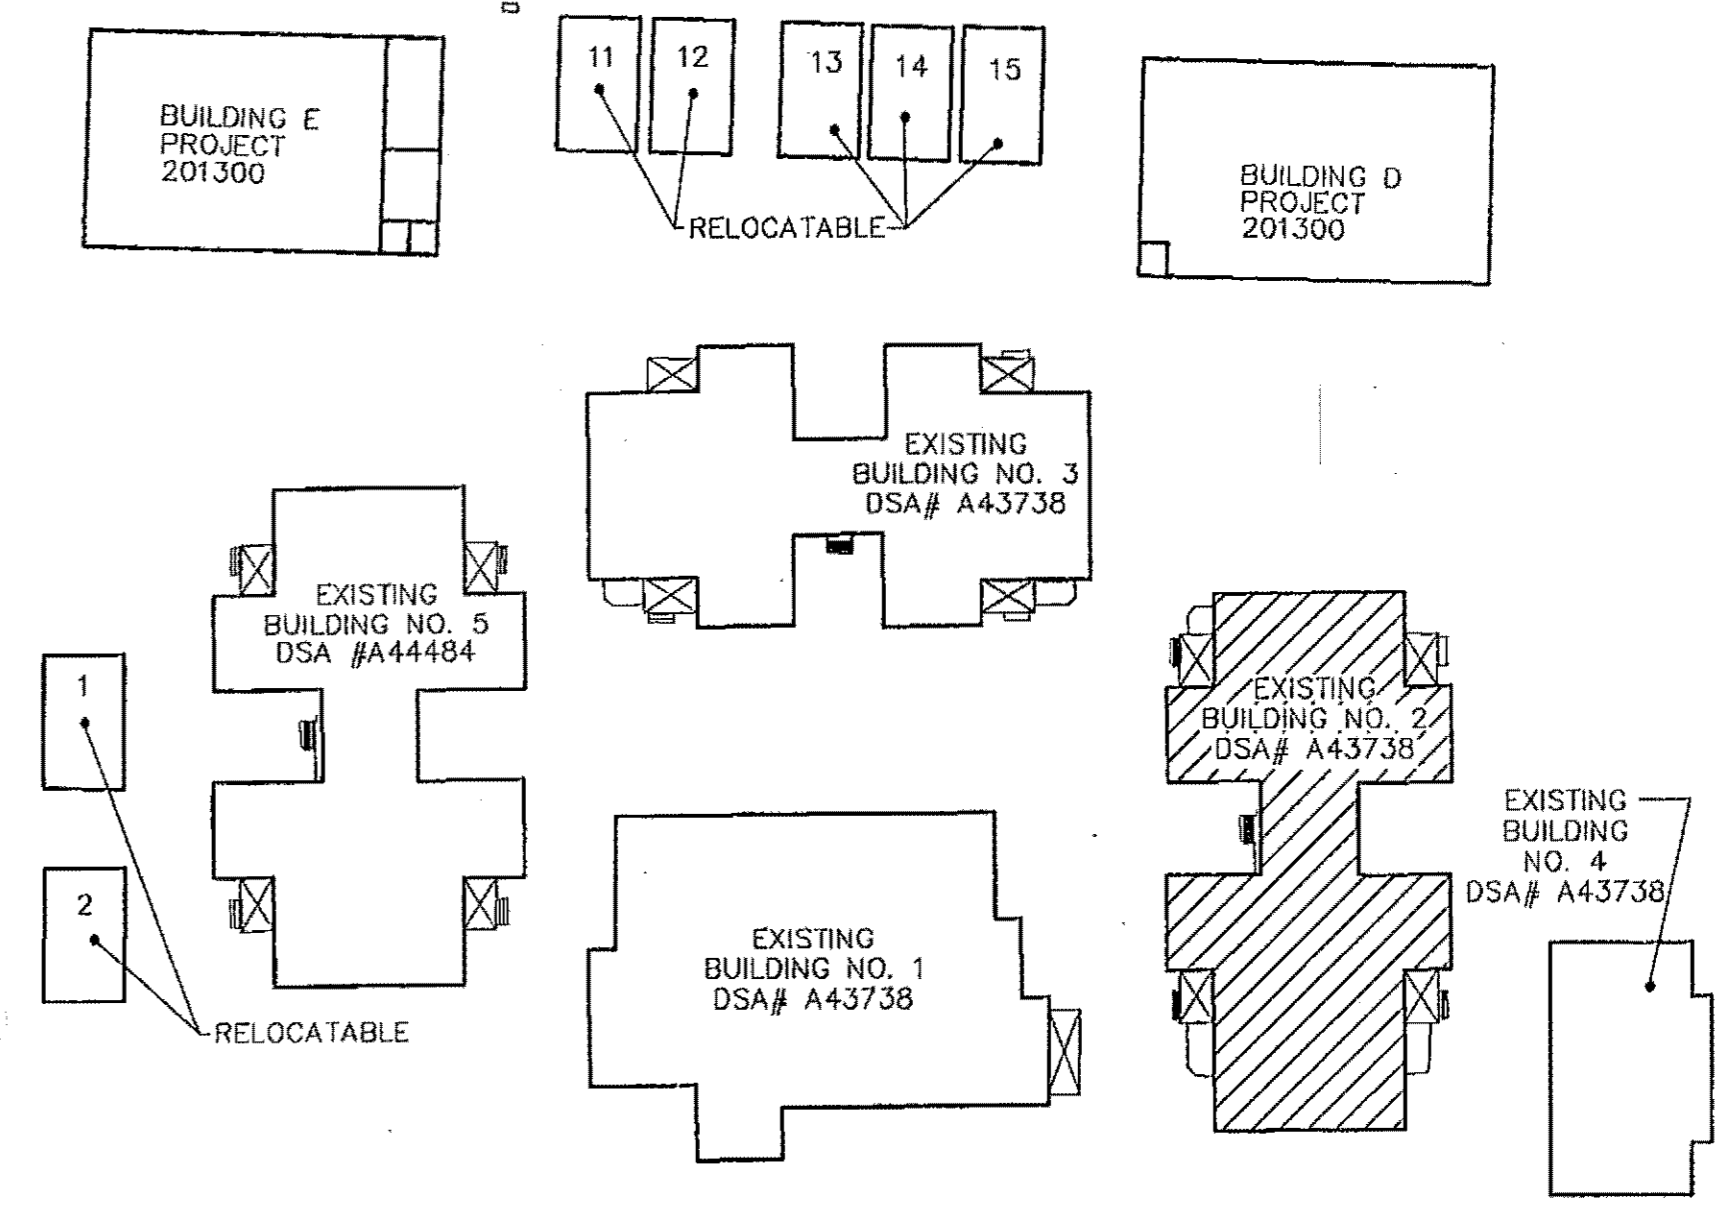 BUILDING E
PROJECT
201300
11
12
13
14
15
RELOCATABLE
BUILDING D
PROJECT
201300
EXISTING
BUILDING NO. 3
DSA# A43738
EXISTING
BUILDING NO. 5
DSA #A44484
1
2
RELOCATABLE
EXISTING
BUILDING NO. 2
DSA# A43738
EXISTING
BUILDING
NO. 4
DSA# A43738
EXISTING
BUILDING NO. 1
DSA# A43738